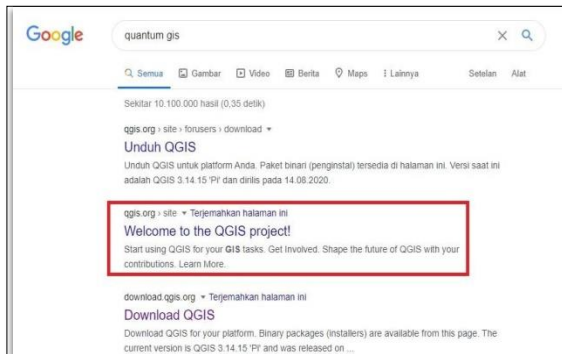 Google
quantum gis
Semua Gambar Video Berita Maps Lainnya Setelan Alat
Sekitar 10.100.000 hasil (0,35 detik)
qgis.org › site › forusers › download
Unduh QGIS
Unduh QGIS untuk platform Anda. Paket binari (penginstal) tersedia di halaman ini. Versi saat ini
adalah QGIS 3.14.15 'Pi' dan dirilis pada 14.08.2020.
qgis.org › site Terjemahkan halaman ini
Welcome to the QGIS project!
Start using QGIS for your GIS tasks. Get Involved. Shape the future of QGIS with your
contributions. Learn More.
download.qgis.org Terjemahkan halaman ini
Download QGIS
Download QGIS for your platform. Binary packages (installers) are available from this page. The
current version is QGIS 3.14.15 'Pi' and was released on ...